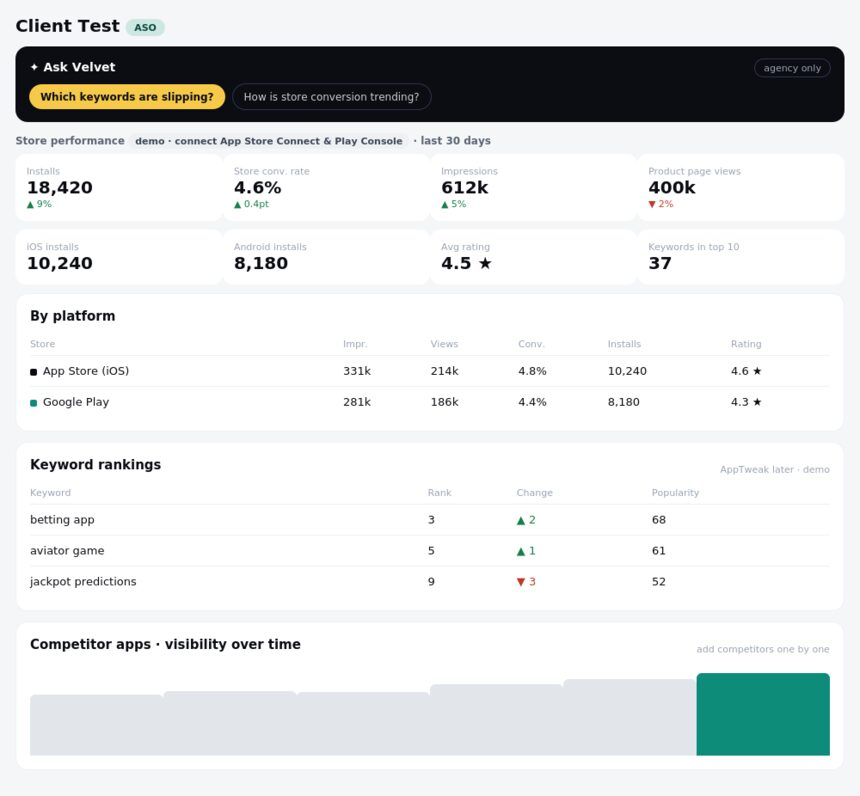 Client Test ASO
✦ Ask Velvet agency only
Which keywords are slipping? How is store conversion trending?
Store performance demo · connect App Store Connect & Play Console · last 30 days
Installs Store conv. rate Impressions Product page views
18,420 4.6% 612k 400k
▲ 9% ▲ 0.4pt ▲ 5% ▼ 2%
iOS installs Android installs Avg rating Keywords in top 10
10,240 8,180 4.5 ★ 37
By platform
Store Impr. Views Conv. Installs Rating
App Store (iOS) 331k 214k 4.8% 10,240 4.6 ★
Google Play 281k 186k 4.4% 8,180 4.3 ★
Keyword rankings AppTweak later · demo
Keyword Rank Change Popularity
betting app 3 ▲ 2 68
aviator game 5 ▲ 1 61
jackpot predictions 9 ▼ 3 52
Competitor apps · visibility over time add competitors one by one